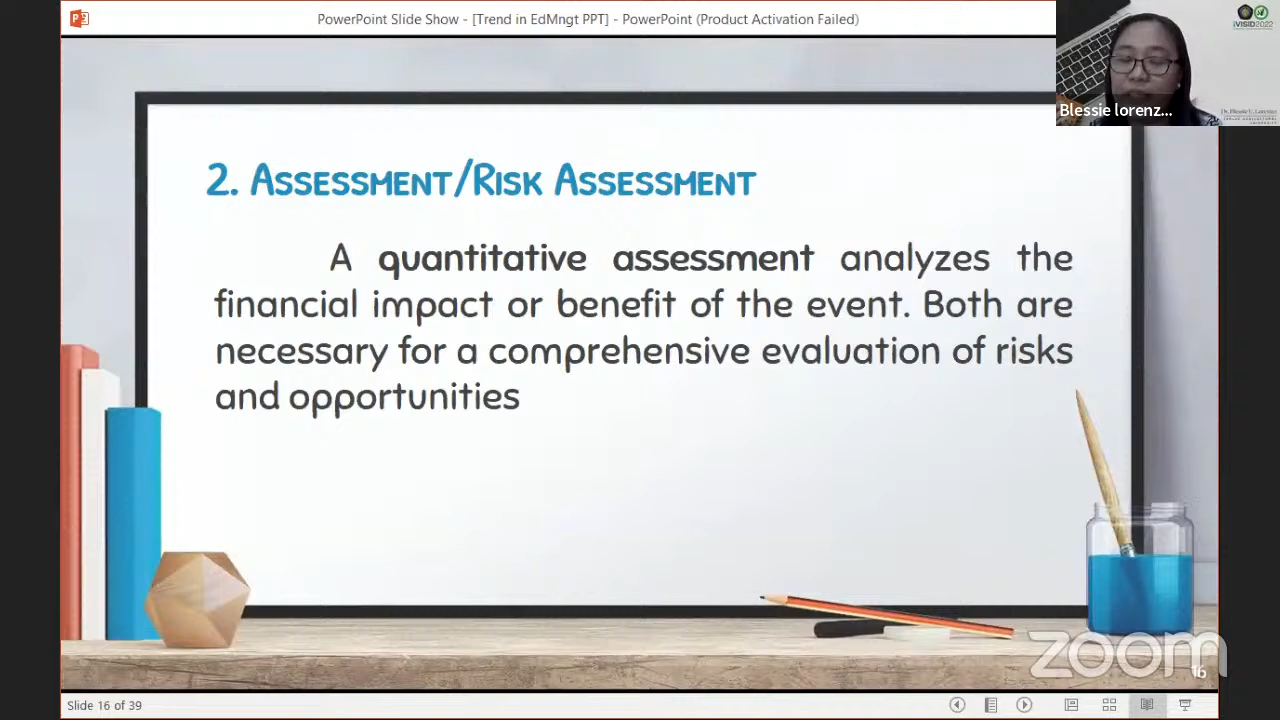 PowerPoint Slide Show - [Trend in EdMngt PPT] - PowerPoint (Product Activation Failed)
iVISID2022
Blessie lorenz...
2. Assessment/Risk Assessment
A quantitative assessment analyzes the
financial impact or benefit of the event. Both are
necessary for a comprehensive evaluation of risks
and opportunities
zoom
16
Slide 16 of 39